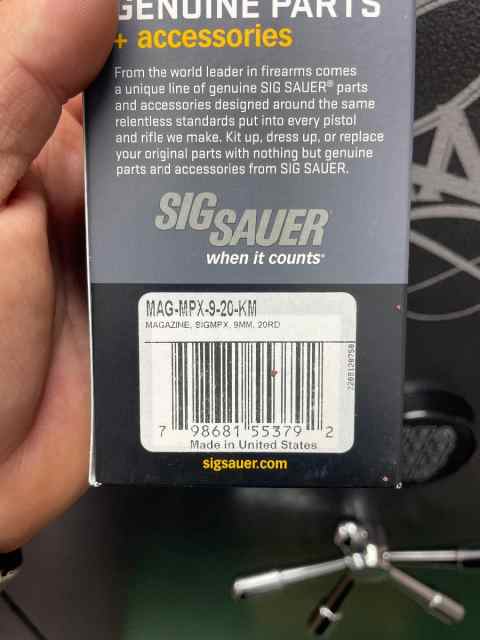 GENUINE PARTS
+ accessories
From the world leader in firearms comes
a unique line of genuine SIG SAUER® parts
and accessories designed around the same
relentless standards put into every pistol
and rifle we make. Kit up, dress up, or replace
your original parts with nothing but genuine
parts and accessories from SIG SAUER.
SIG SAUER
when it counts®
MAG-MPX-9-20-KM
MAGAZINE, SIGMPX, 9MM, 20RD
7 98681 55379 2
Made in United States
sigsauer.com